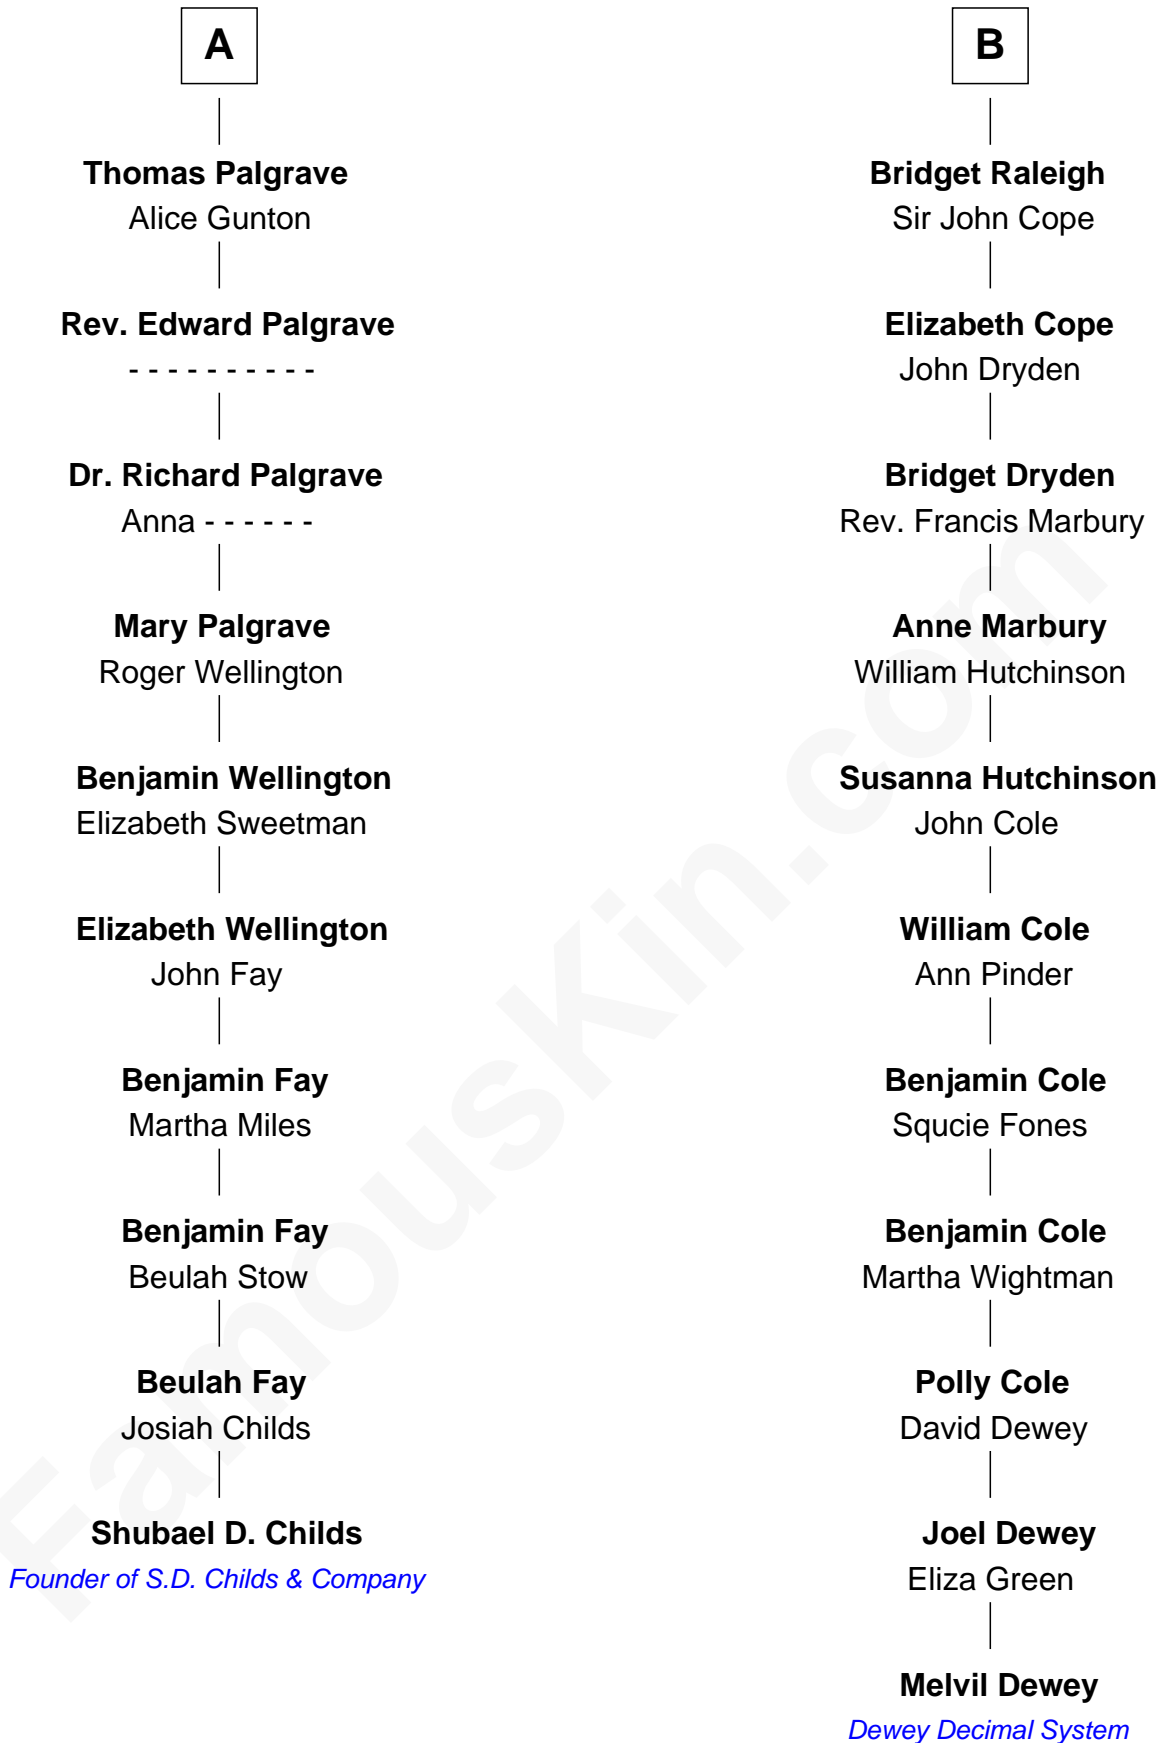 A
Thomas Palgrave
Alice Gunton
Rev. Edward Palgrave
- - - - - - - - - -
Dr. Richard Palgrave
Anna - - - - - -
Mary Palgrave
Roger Wellington
Benjamin Wellington
Elizabeth Sweetman
Elizabeth Wellington
John Fay
Benjamin Fay
Martha Miles
Benjamin Fay
Beulah Stow
Beulah Fay
Josiah Childs
Shubael D. Childs
Founder of S.D. Childs & Company
B
Bridget Raleigh
Sir John Cope
Elizabeth Cope
John Dryden
Bridget Dryden
Rev. Francis Marbury
Anne Marbury
William Hutchinson
Susanna Hutchinson
John Cole
William Cole
Ann Pinder
Benjamin Cole
Squcie Fones
Benjamin Cole
Martha Wightman
Polly Cole
David Dewey
Joel Dewey
Eliza Green
Melvil Dewey
Dewey Decimal System
FamousKin.com